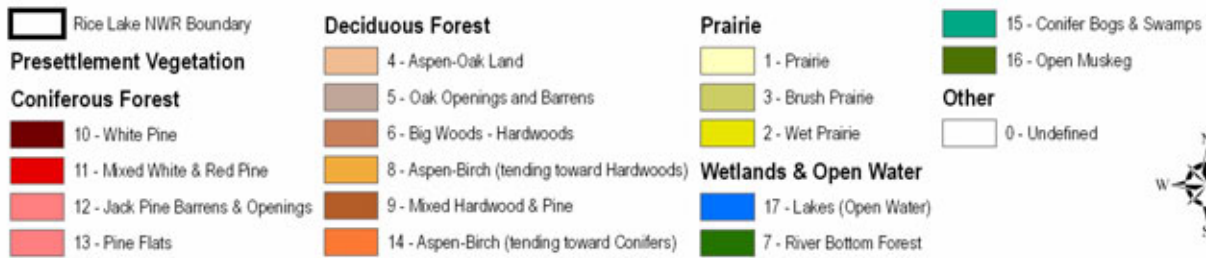 Rice Lake NWR Boundary
Presettlement Vegetation
Coniferous Forest
10 - White Pine
11 - Mixed White & Red Pine
12 - Jack Pine Barrens & Openings
13 - Pine Flats
Deciduous Forest
4 - Aspen-Oak Land
5 - Oak Openings and Barrens
6 - Big Woods - Hardwoods
8 - Aspen-Birch (tending toward Hardwoods)
9 - Mixed Hardwood & Pine
14 - Aspen-Birch (tending toward Conifers)
Prairie
1 - Prairie
3 - Brush Prairie
2 - Wet Prairie
Wetlands & Open Water
17 - Lakes (Open Water)
7 - River Bottom Forest
15 - Conifer Bogs & Swamps
16 - Open Muskeg
Other
0 - Undefined
W